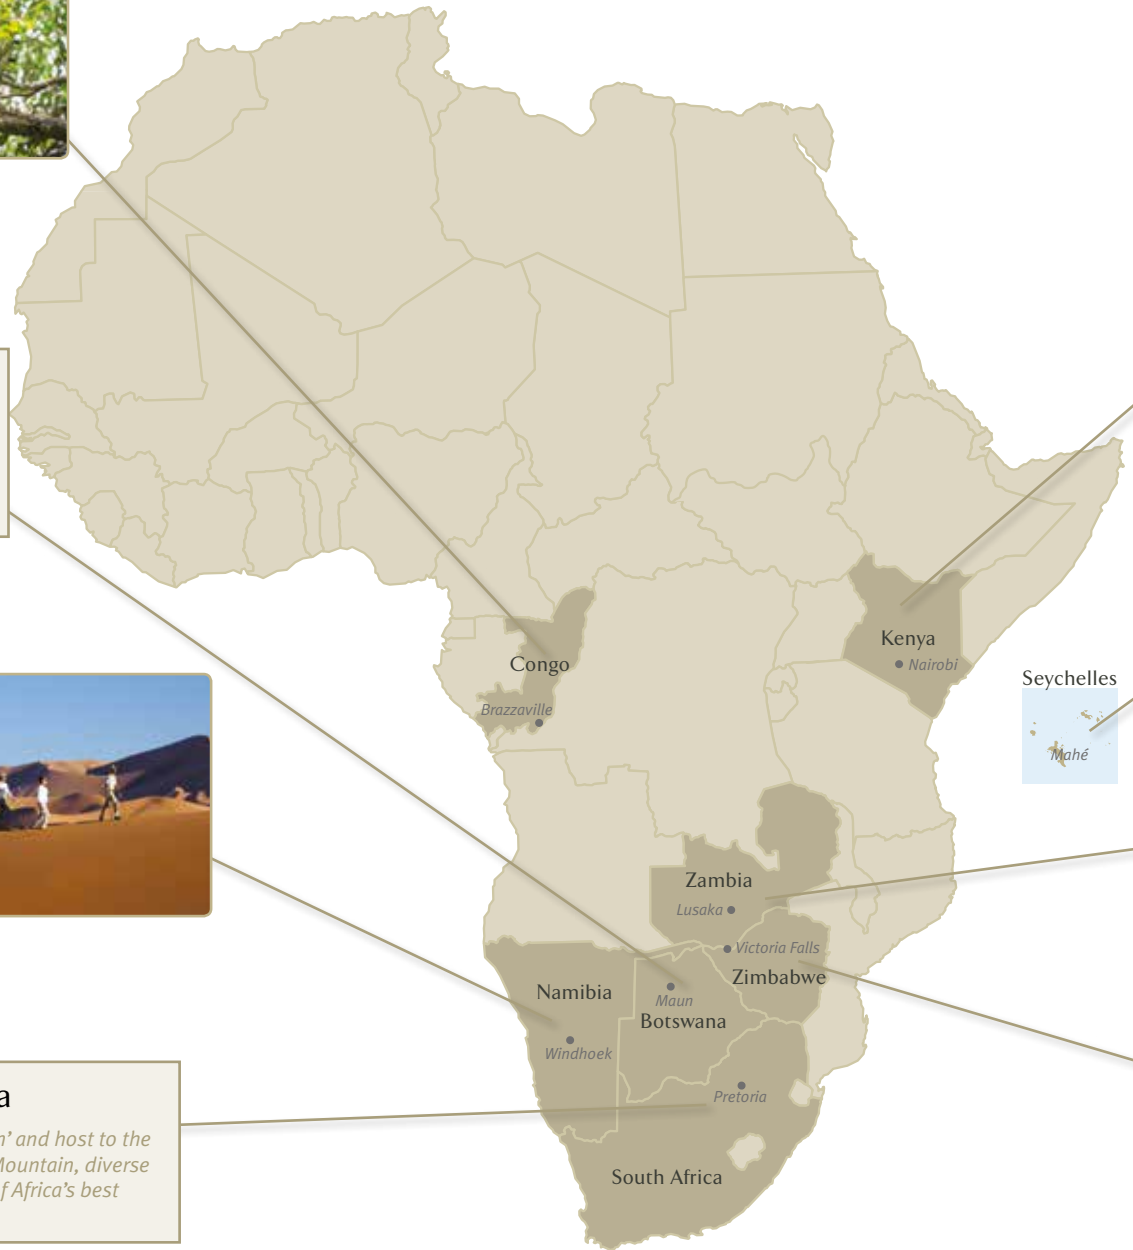 Congo
Brazzaville
Kenya
Nairobi
Seychelles
Mahé
Zambia
Lusaka
Victoria Falls
Zimbabwe
Namibia
Maun
Botswana
Windhoek
Pretoria
South Africa
a
n’ and host to the
Mountain, diverse
f Africa’s best